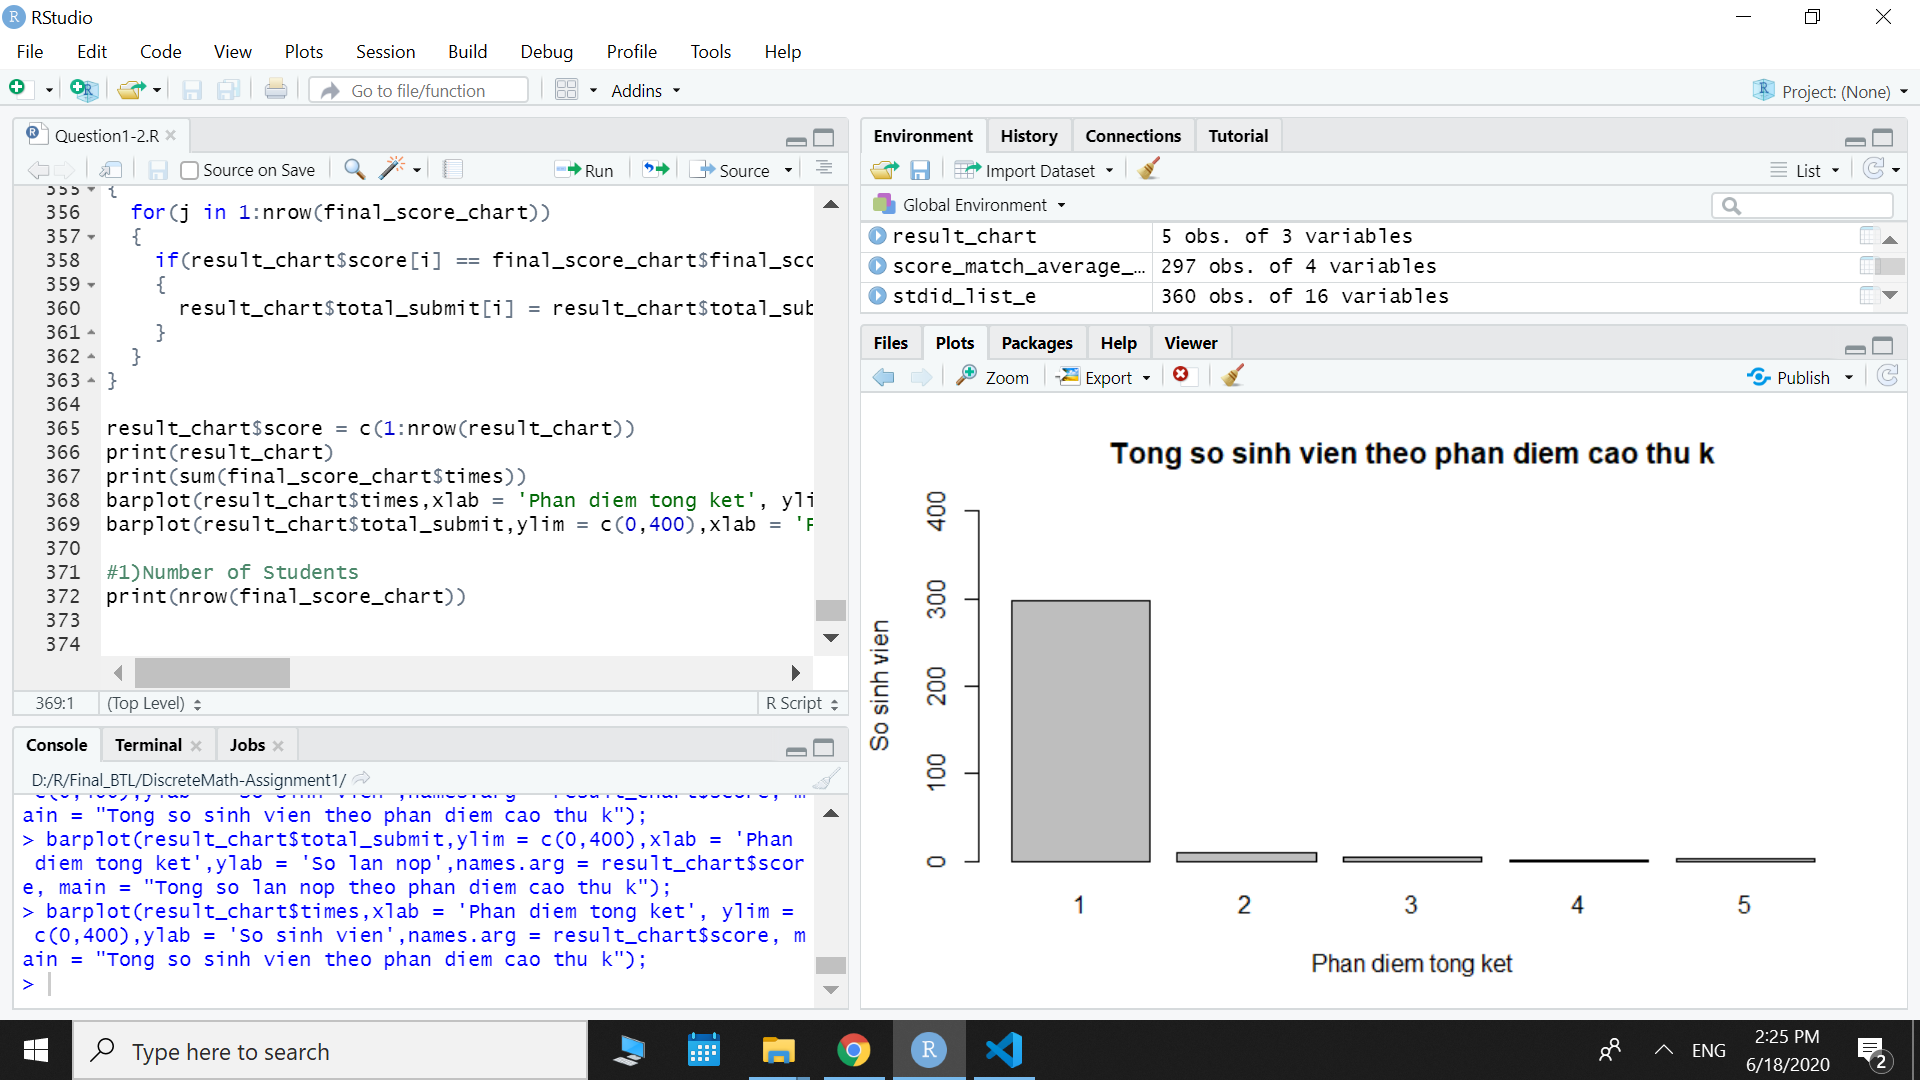 RStudio
File Edit Code View Plots Session Build Debug Profile Tools Help
Go to file/function Addins Project: (None)
Question1-2.R
Source on Save Run Source
355 {
356 for(j in 1:nrow(final_score_chart))
357 {
358 if(result_chart$score[i] == final_score_chart$final_sco
359 {
360 result_chart$total_submit[i] = result_chart$total_sub
361 }
362 }
363 }
364
365 result_chart$score = c(1:nrow(result_chart))
366 print(result_chart)
367 print(sum(final_score_chart$times))
368 barplot(result_chart$times,xlab = 'Phan diem tong ket', yli
369 barplot(result_chart$total_submit,ylim = c(0,400),xlab = 'P
370
371 #1)Number of Students
372 print(nrow(final_score_chart))
373
374
369:1 (Top Level) R Script
Console Terminal Jobs
D:/R/Final_BTL/DiscreteMath-Assignment1/
c(0,400),ylab = 'So sinh vien',names.arg = result_chart$score, m
ain = "Tong so sinh vien theo phan diem cao thu k");
> barplot(result_chart$total_submit,ylim = c(0,400),xlab = 'Phan
diem tong ket',ylab = 'So lan nop',names.arg = result_chart$scor
e, main = "Tong so lan nop theo phan diem cao thu k");
> barplot(result_chart$times,xlab = 'Phan diem tong ket', ylim =
c(0,400),ylab = 'So sinh vien',names.arg = result_chart$score, m
ain = "Tong so sinh vien theo phan diem cao thu k");
>
Environment History Connections Tutorial
Import Dataset List
Global Environment
result_chart 5 obs. of 3 variables
score_match_average_… 297 obs. of 4 variables
stdid_list_e 360 obs. of 16 variables
Files Plots Packages Help Viewer
Zoom Export Publish
Tong so sinh vien theo phan diem cao thu k
So sinh vien
400
300
200
100
0
1 2 3 4 5
Phan diem tong ket
Type here to search
ENG
2:25 PM
6/18/2020
2